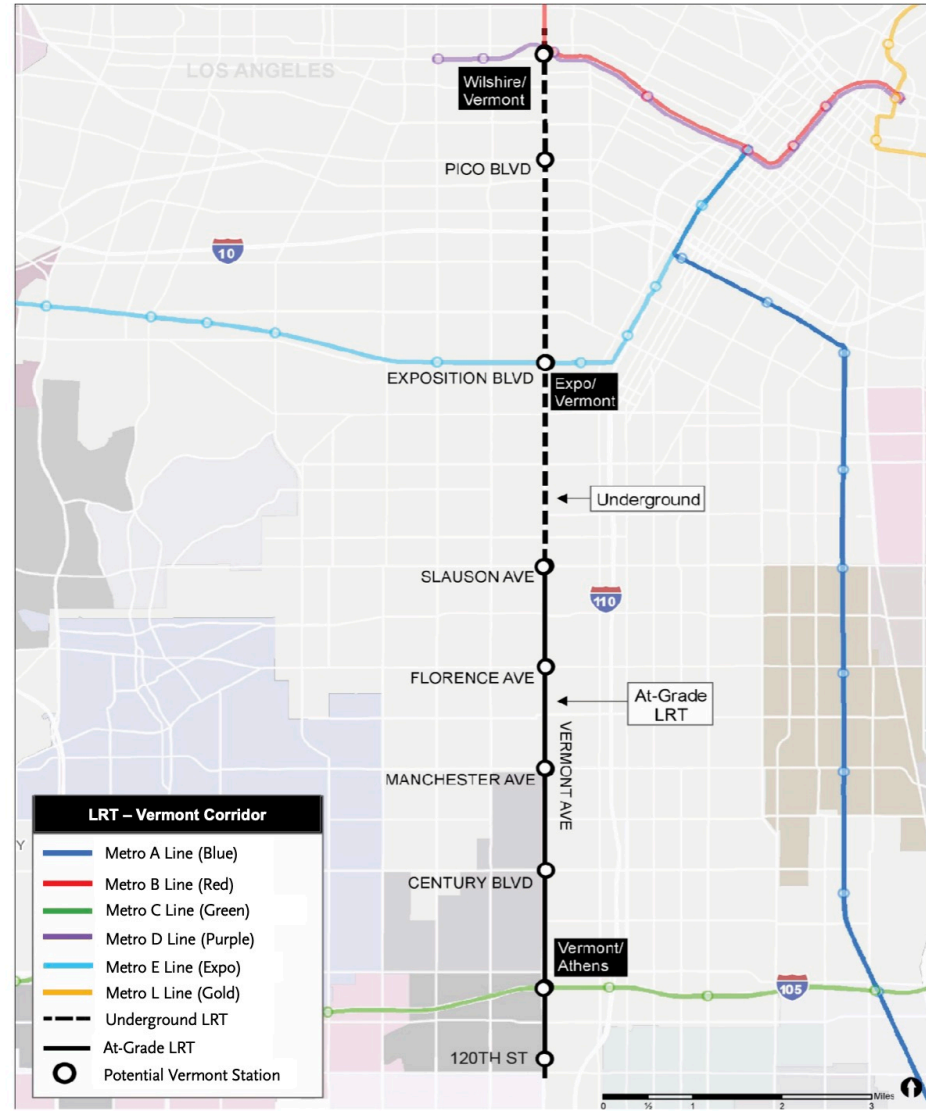 LOS ANGELES
Wilshire/
Vermont
PICO BLVD
10
EXPOSITION BLVD
Expo/
Vermont
Underground
SLAUSON AVE
110
FLORENCE AVE
At-Grade
LRT
VERMONT AVE
MANCHESTER AVE
CENTURY BLVD
Vermont/
Athens
105
120TH ST
LRT – Vermont Corridor
Y
Metro A Line (Blue)
Metro B Line (Red)
Metro C Line (Green)
Metro D Line (Purple)
Metro E Line (Expo)
Metro L Line (Gold)
Underground LRT
At-Grade LRT
Potential Vermont Station
Miles
0 ½ 1 2 3